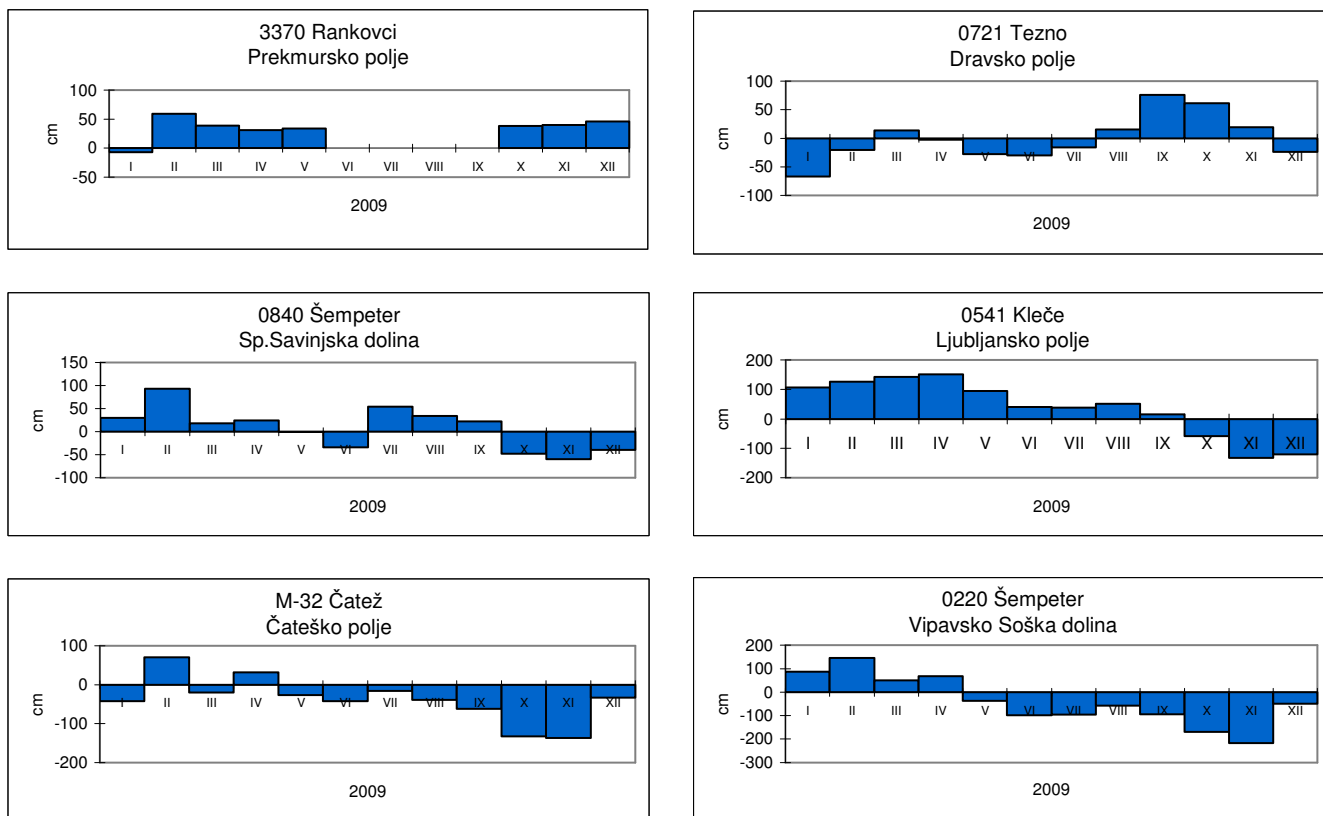 3370 Rankovci
Prekmursko polje
100
50
0
-50
cm
I II III IV V VI VII VIII IX X XI XII
2009
0721 Tezno
Dravsko polje
100
50
0
-50
-100
cm
I II III IV V VI VII VIII IX X XI XII
2009
0840 Šempeter
Sp.Savinjska dolina
150
100
50
0
-50
-100
cm
I II III IV V VI VII VIII IX X XI XII
2009
0541 Kleče
Ljubljansko polje
200
100
0
-100
-200
cm
I II III IV V VI VII VIII IX X XI XII
2009
M-32 Čatež
Čateško polje
100
0
-100
-200
cm
I II III IV V VI VII VIII IX X XI XII
2009
0220 Šempeter
Vipavsko Soška dolina
200
100
0
-100
-200
-300
cm
I II III IV V VI VII VIII IX X XI XII
2009